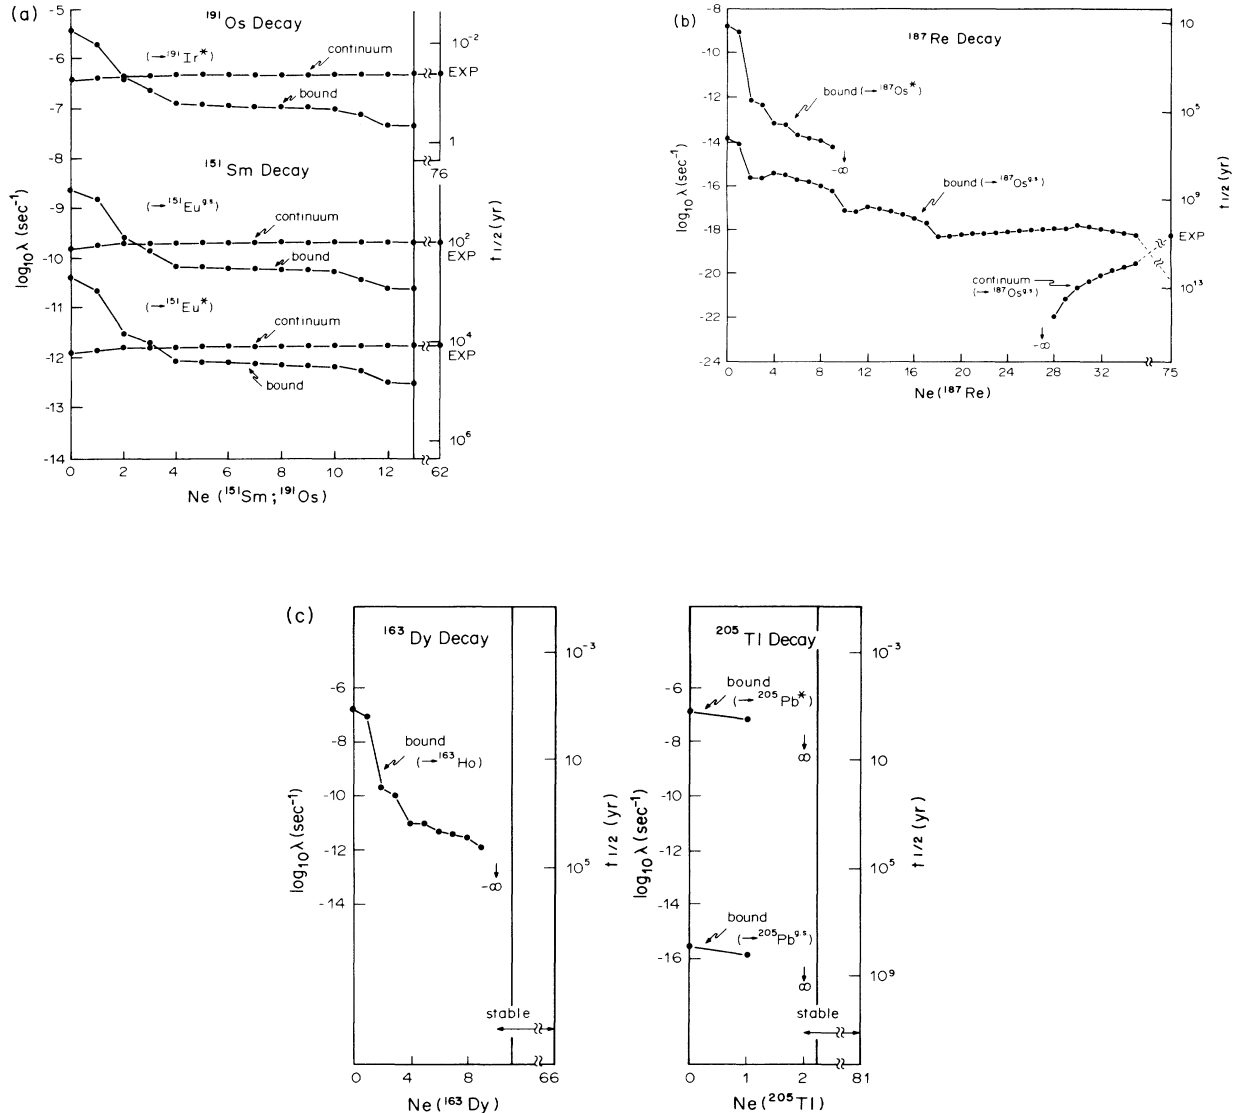 (a)
¹⁹¹Os Decay
(→¹⁹¹Ir*)
continuum
bound
10⁻²
EXP
1
76
¹⁵¹Sm Decay
(→¹⁵¹Eu^g.s)
continuum
bound
10²
EXP
(→¹⁵¹Eu*)
continuum
bound
10⁴
EXP
10⁶
-5
-6
-7
-8
-5
-9
-10
-11
-12
-13
-14
log₁₀λ (sec⁻¹)
t 1/2 (yr)
0 2 4 6 8 10 12 62
Ne (¹⁵¹Sm; ¹⁹¹Os)
(b)
¹⁸⁷Re Decay
bound (→¹⁸⁷Os*)
-∞
bound (→¹⁸⁷Os^g.s)
continuum
(→¹⁸⁷Os^g.s)
-∞
-8
-10
-12
-14
-16
-18
-20
-22
-24
log₁₀λ (sec⁻¹)
10
10⁵
10⁹
EXP
10¹³
t 1/2 (yr)
0 4 8 12 16 20 24 28 32 75
Ne (¹⁸⁷Re)
(c)
¹⁶³Dy Decay
bound
(→¹⁶³Ho)
-∞
stable
-6
-7
-8
-10
-12
-14
log₁₀λ (sec⁻¹)
10⁻³
10
10⁵
t 1/2 (yr)
0 4 8 66
Ne (¹⁶³Dy)
²⁰⁵Tl Decay
bound
(→²⁰⁵Pb*)
∞
bound
(→²⁰⁵Pb^g.s)
∞
stable
-6
-8
-10
-12
-14
-16
log₁₀λ (sec⁻¹)
10⁻³
10
10⁵
10⁹
t 1/2 (yr)
0 1 2 81
Ne (²⁰⁵Tl)